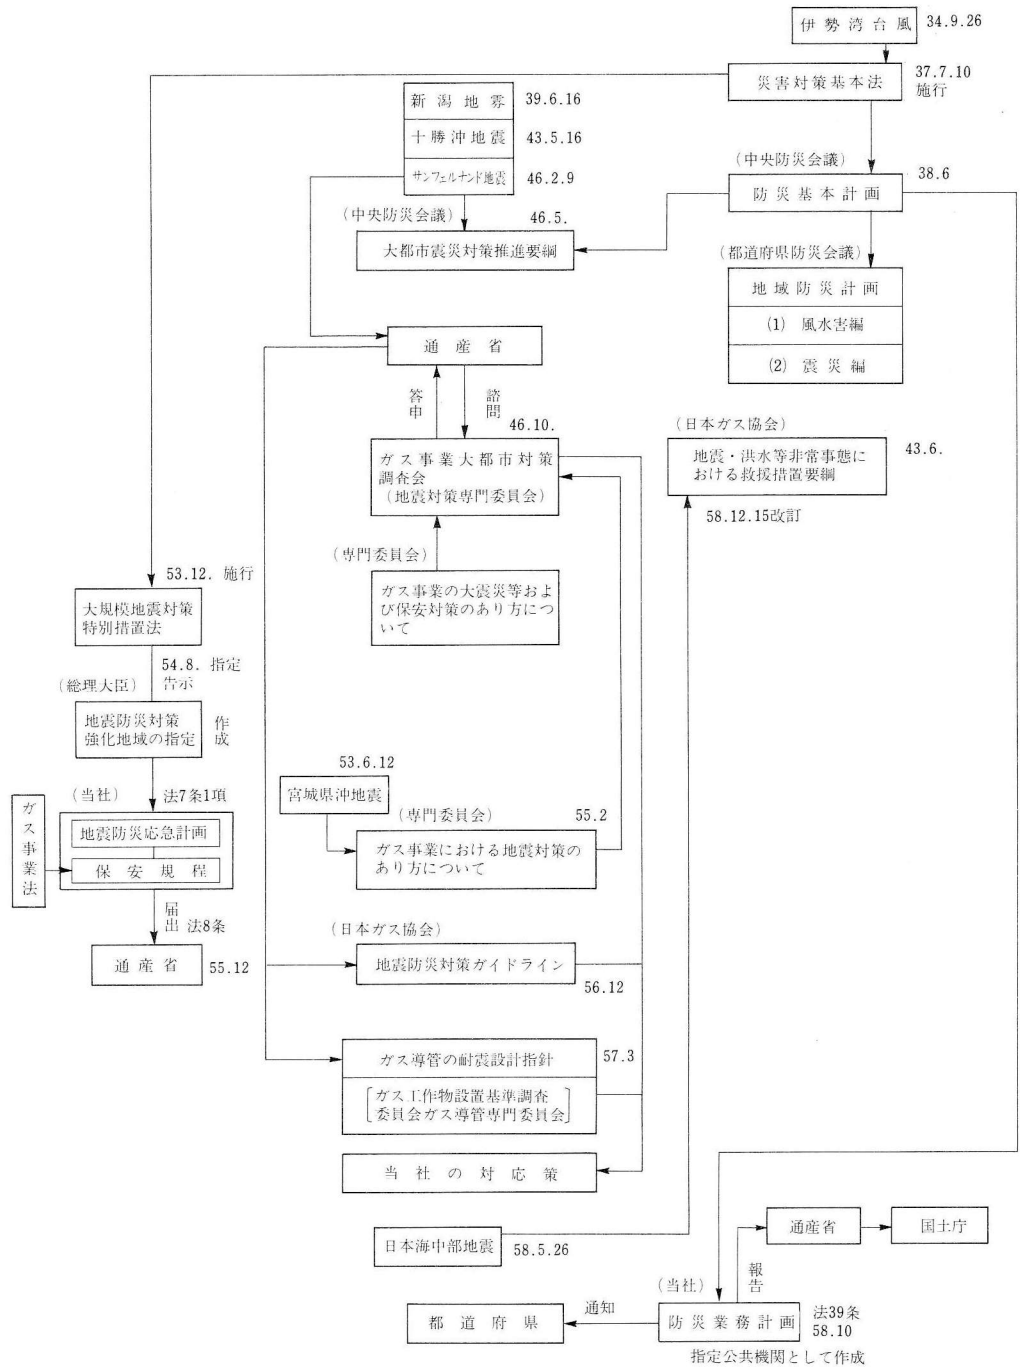 伊勢湾台風
34.9.26
災害対策基本法
37.7.10
施行
新潟地震
39.6.16
十勝沖地震
43.5.16
サンフェルナンド地震
46.2.9
(中央防災会議)
38.6
防災基本計画
(中央防災会議)
46.5.
大都市震災対策推進要綱
(都道府県防災会議)
地域防災計画
(1) 風水害編
(2) 震災編
通産省
答申
諮問
46.10.
ガス事業大都市対策
調査会
(地震対策専門委員会)
(日本ガス協会)
地震・洪水等非常事態に
おける救援措置要綱
43.6.
58.12.15改訂
(専門委員会)
ガス事業の大震災等およ
び保安対策のあり方につ
いて
53.12. 施行
大規模地震対策
特別措置法
54.8. 指定
告示
(総理大臣)
地震防災対策
強化地域の指定
作成
(当社)
法7条1項
ガス事業法
地震防災応急計画
保安規程
届出
法8条
通産省
55.12
53.6.12
宮城県沖地震
(専門委員会)
55.2
ガス事業における地震対策の
あり方について
(日本ガス協会)
地震防災対策ガイドライン
56.12
ガス導管の耐震設計指針
57.3
[ガス工作物設置基準調査
委員会ガス導管専門委員会]
当社の対応策
日本海中部地震
58.5.26
通産省
国土庁
報告
(当社)
防災業務計画
法39条
58.10
通知
都道府県
指定公共機関として作成